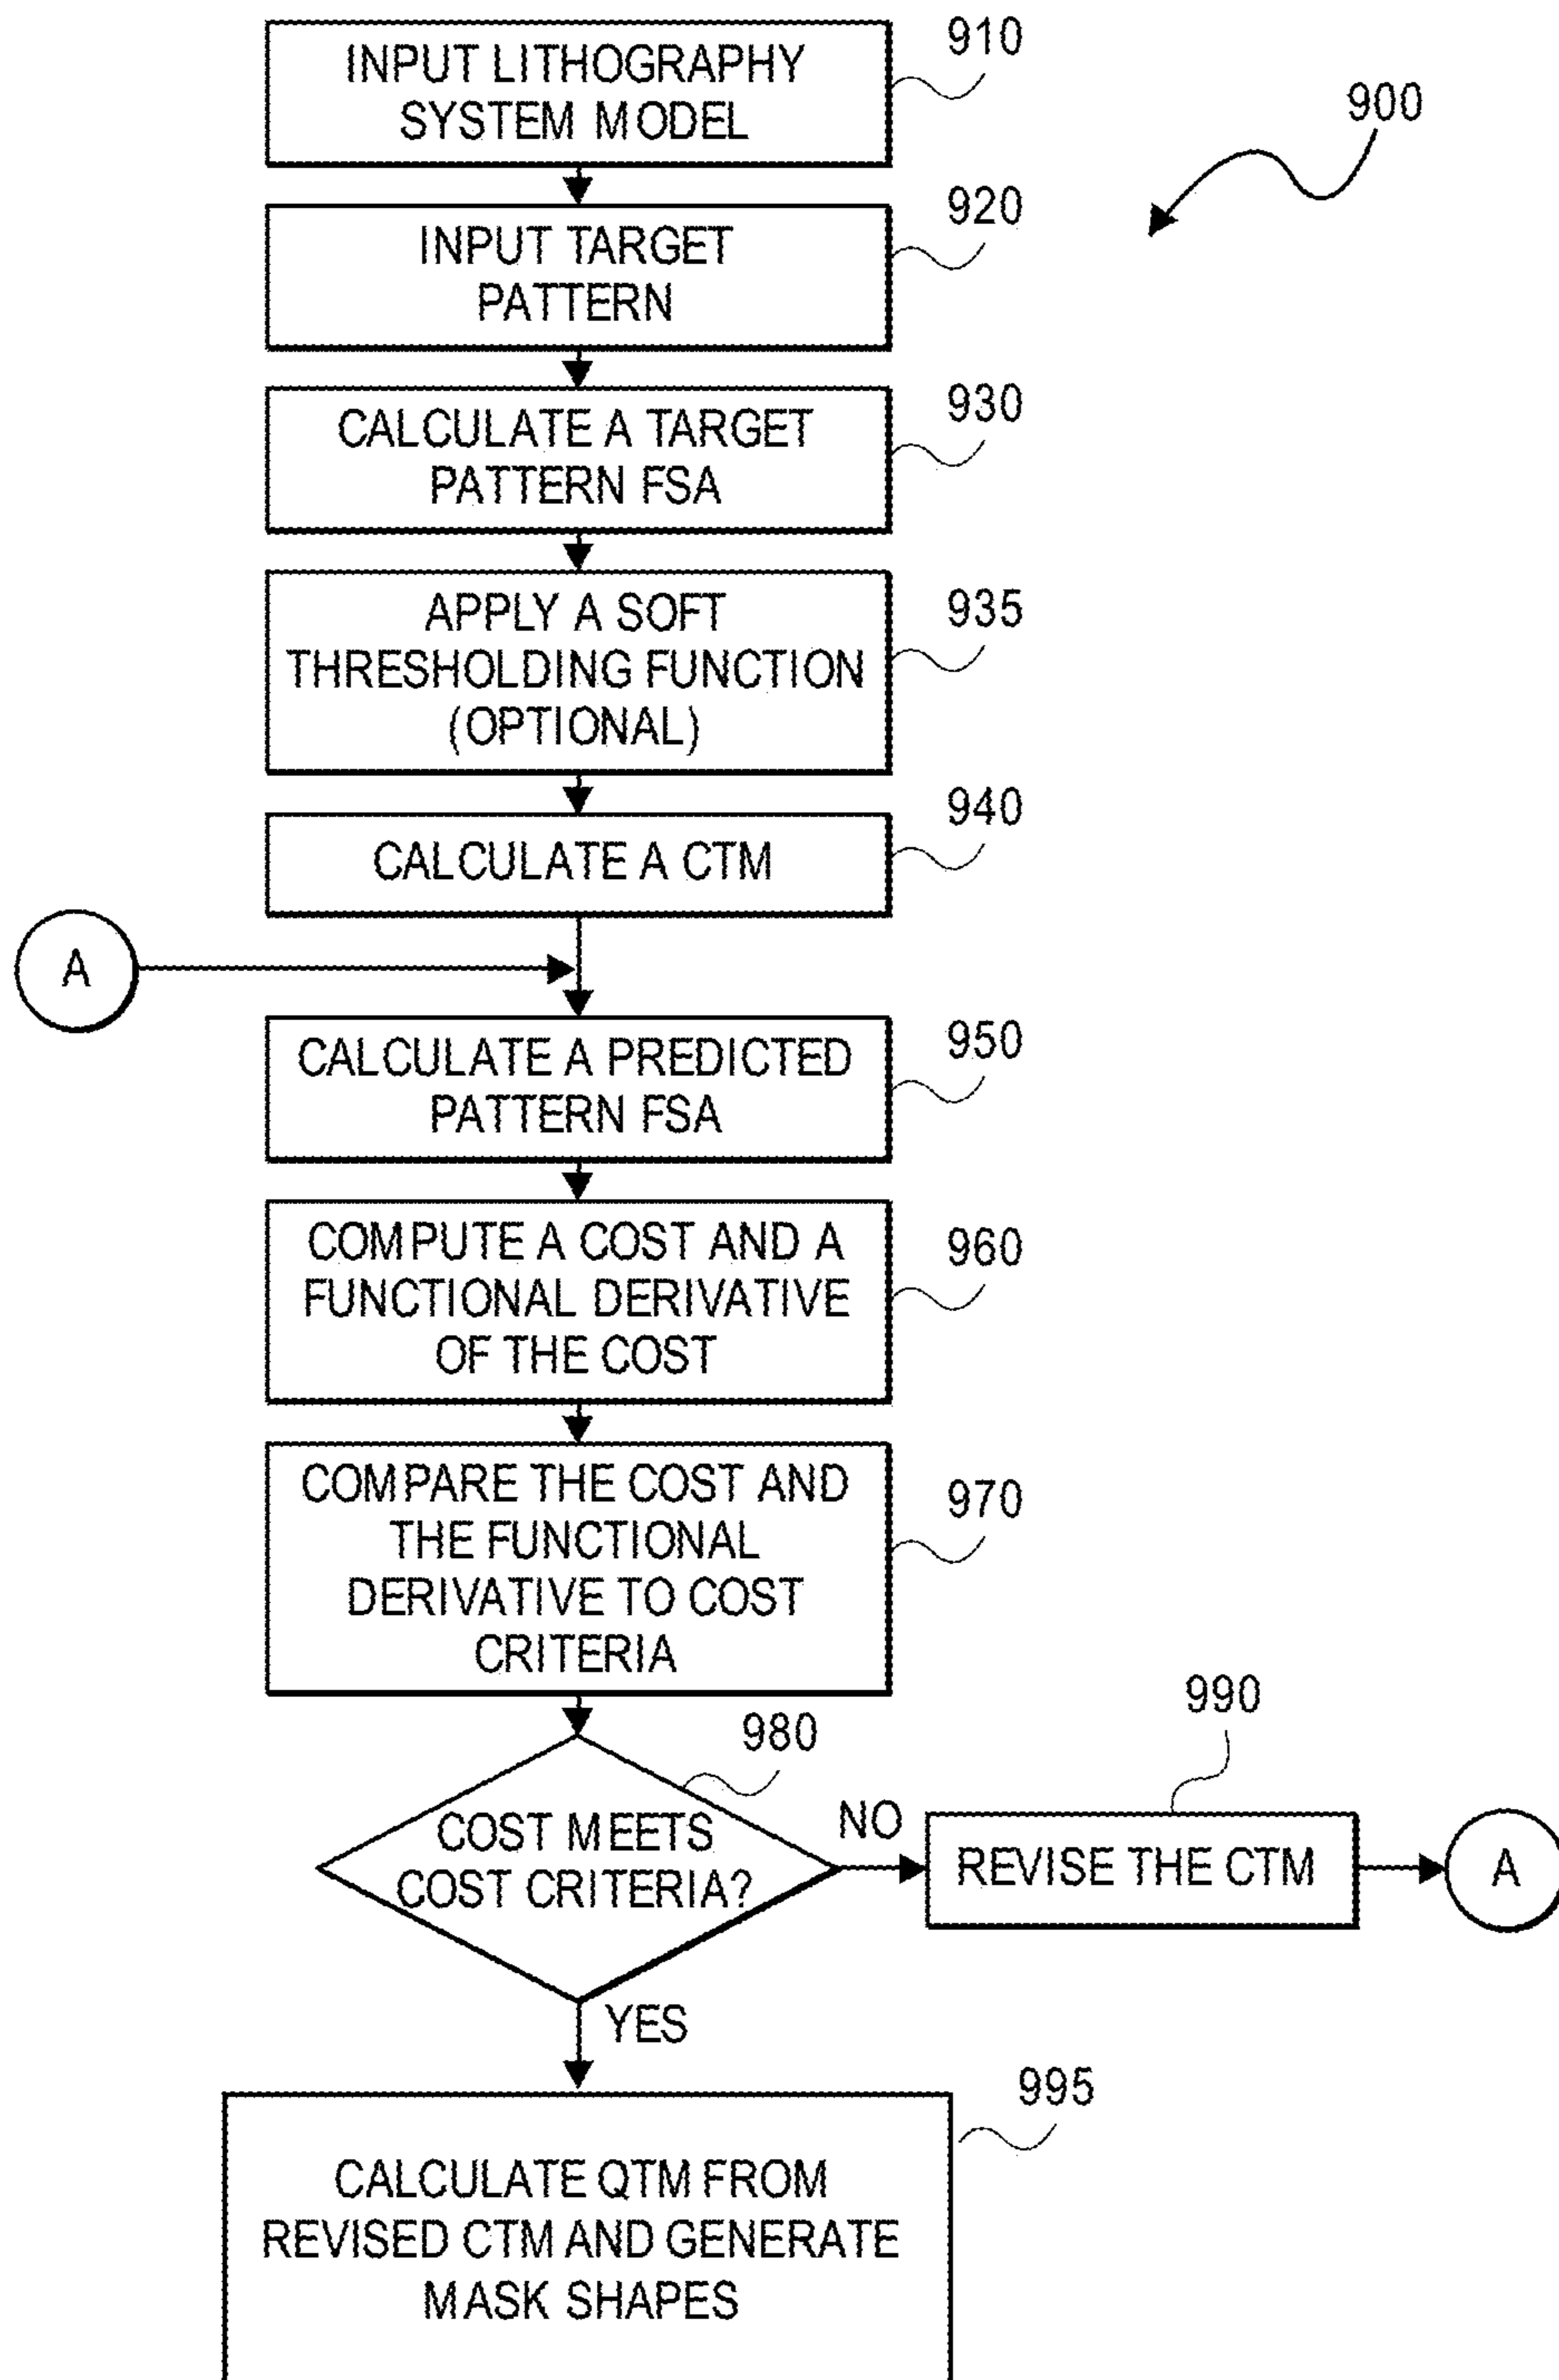 INPUT LITHOGRAPHY
SYSTEM MODEL
910
900
INPUT TARGET
PATTERN
920
CALCULATE A TARGET
PATTERN FSA
930
APPLY A SOFT
THRESHOLDING FUNCTION
(OPTIONAL)
935
CALCULATE A CTM
940
A
CALCULATE A PREDICTED
PATTERN FSA
950
COMPUTE A COST AND A
FUNCTIONAL DERIVATIVE
OF THE COST
960
COMPARE THE COST AND
THE FUNCTIONAL
DERIVATIVE TO COST
CRITERIA
970
COST MEETS
COST CRITERIA?
980
NO
REVISE THE CTM
990
A
YES
CALCULATE QTM FROM
REVISED CTM AND GENERATE
MASK SHAPES
995